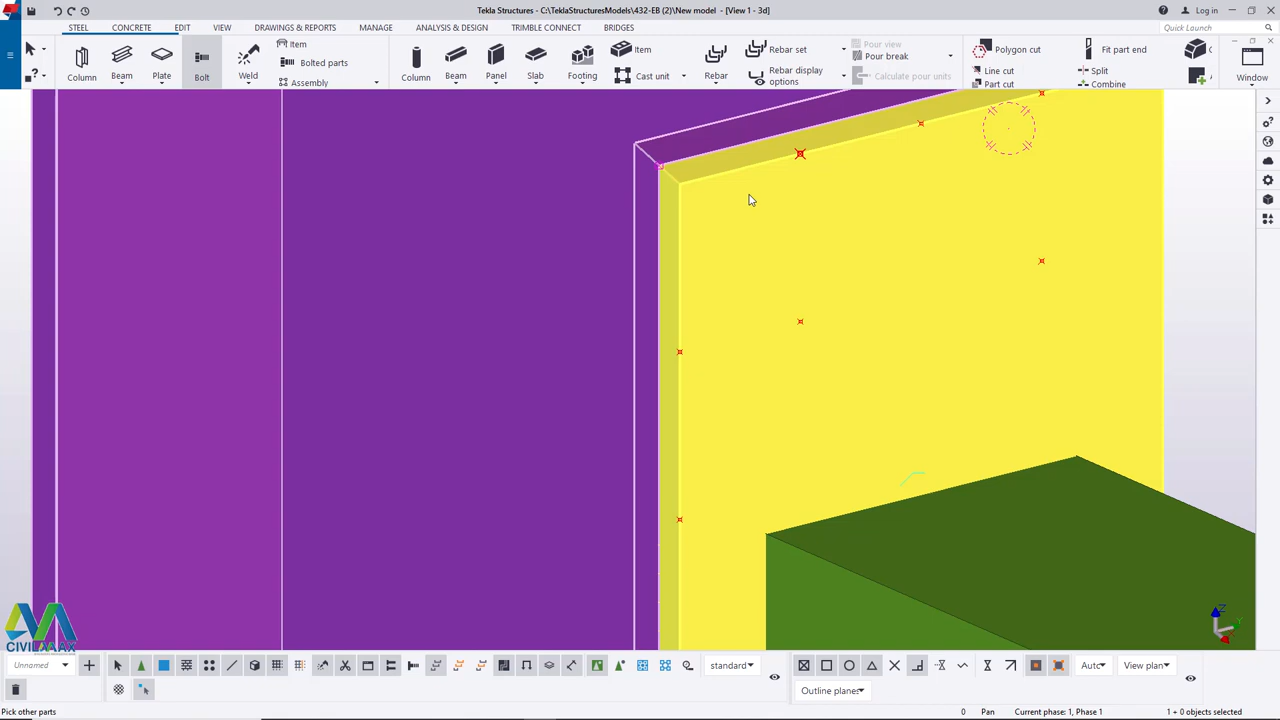 Tekla Structures - C:\TeklaStructuresModels\432-EB (2)\New model - [View 1 - 3d]
Log in
STEEL CONCRETE EDIT VIEW DRAWINGS & REPORTS MANAGE ANALYSIS & DESIGN TRIMBLE CONNECT BRIDGES
Quick Launch
Column Beam Plate Bolt Weld
Item
Bolted parts
Assembly
Column Beam Panel Slab Footing
Item
Cast unit
Rebar
Rebar set
Rebar display options
Pour view
Pour break
Calculate pour units
Polygon cut
Line cut
Part cut
Fit part end
Split
Combine
C
Window
CIVILMAX
Unnamed
standard
Auto
View plan
Outline planes
Pick other parts
0 Pan Current phase: 1, Phase 1 1 + 0 objects selected